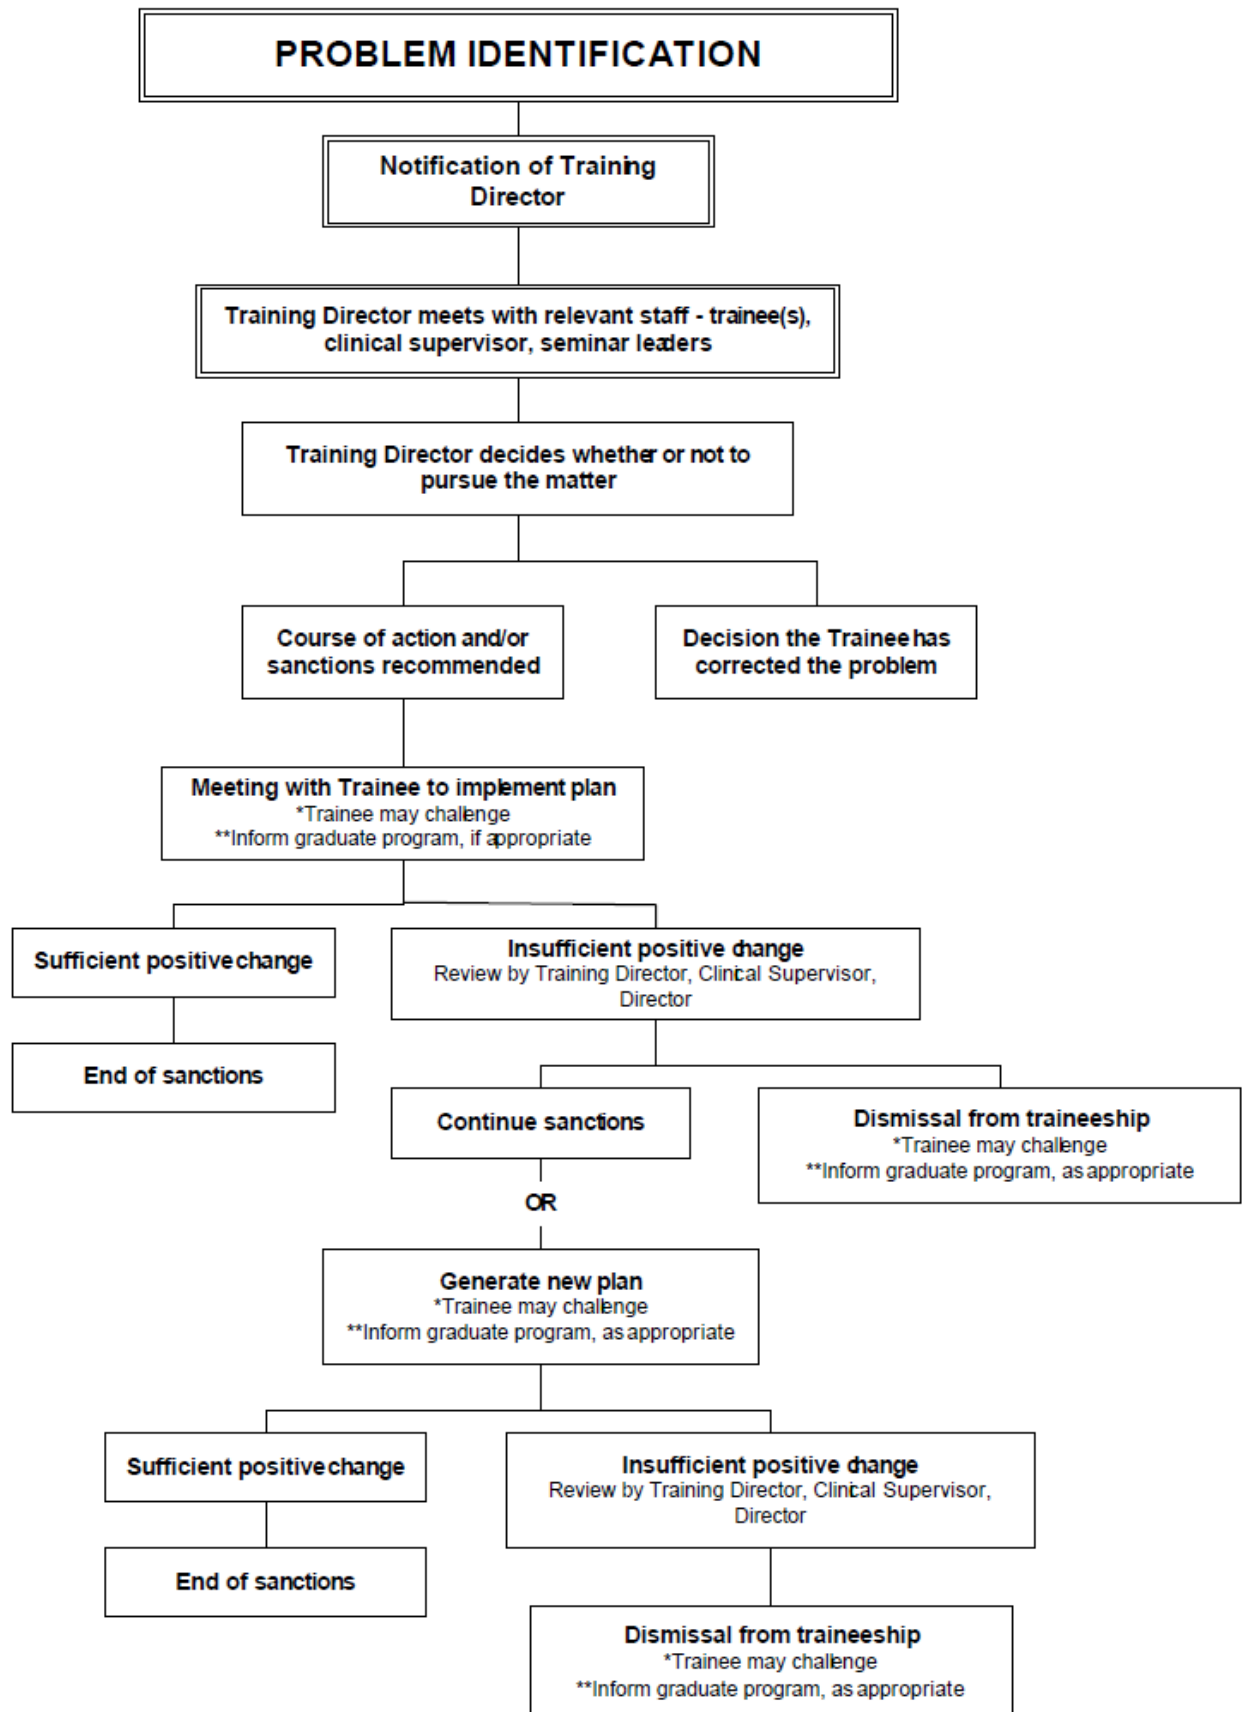 PROBLEM IDENTIFICATION
Notification of Training
Director
Training Director meets with relevant staff - trainee(s),
clinical supervisor, seminar leaders
Training Director decides whether or not to
pursue the matter
Course of action and/or
sanctions recommended
Decision the Trainee has
corrected the problem
Meeting with Trainee to implement plan
*Trainee may challenge
**Inform graduate program, if appropriate
Sufficient positive change
Insufficient positive change
Review by Training Director, Clinical Supervisor,
Director
End of sanctions
Continue sanctions
Dismissal from traineeship
*Trainee may challenge
**Inform graduate program, as appropriate
OR
Generate new plan
*Trainee may challenge
**Inform graduate program, as appropriate
Sufficient positive change
Insufficient positive change
Review by Training Director, Clinical Supervisor,
Director
End of sanctions
Dismissal from traineeship
*Trainee may challenge
**Inform graduate program, as appropriate